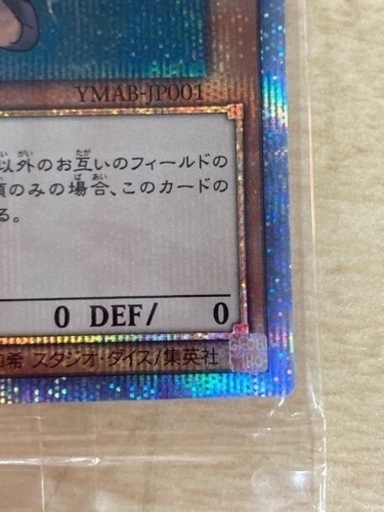 YMAB-JP001
以外のお互いのフィールドの
のみの場合、このカードの
る。
0 DEF/ 0
希 スタジオ・ダイス/集英社